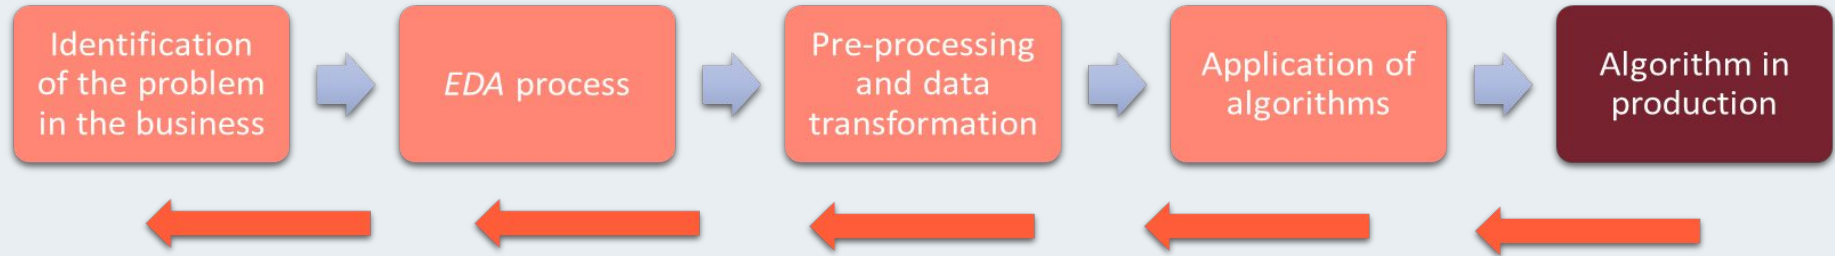 Identification
of the problem
in the business
EDA process
Pre-processing
and data
transformation
Application of
algorithms
Algorithm in
production